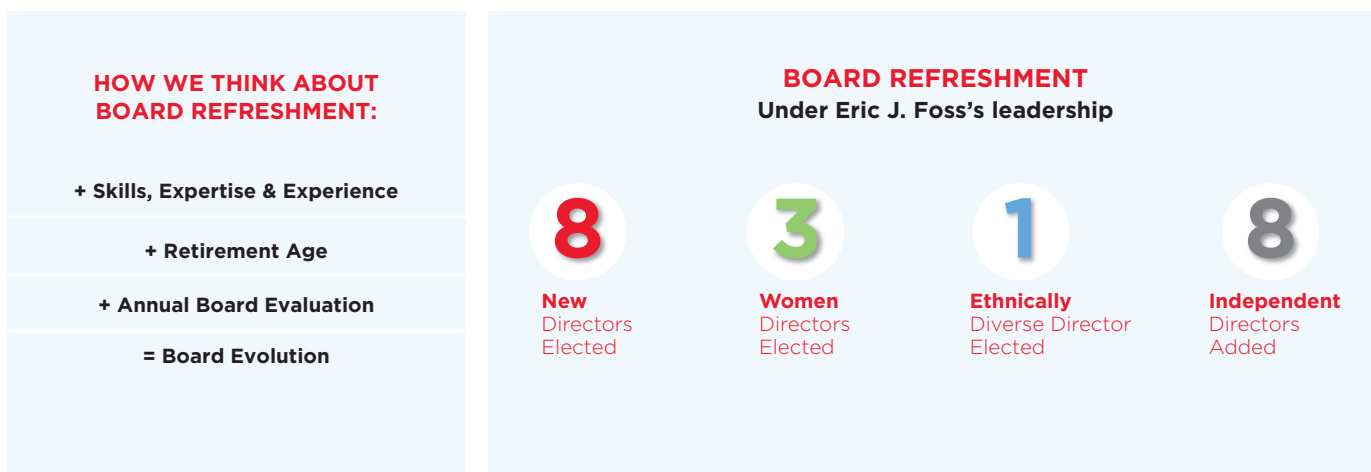 HOW WE THINK ABOUT
BOARD REFRESHMENT:
+ Skills, Expertise & Experience
+ Retirement Age
+ Annual Board Evaluation
= Board Evolution
BOARD REFRESHMENT
Under Eric J. Foss’s leadership
8
New
Directors
Elected
3
Women
Directors
Elected
1
Ethnically
Diverse Director
Elected
8
Independent
Directors
Added